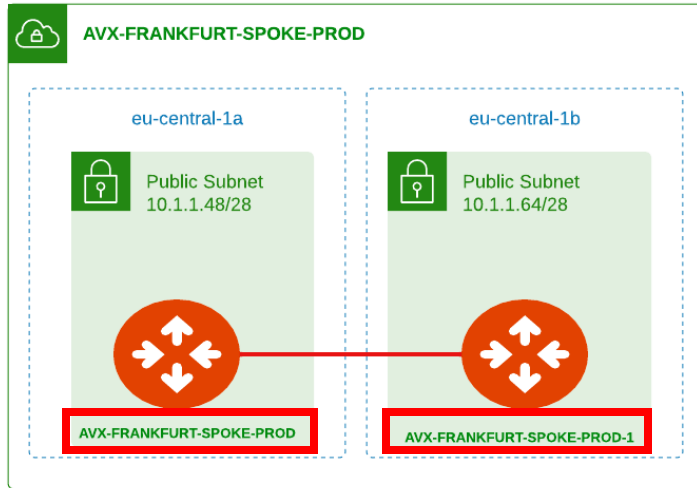 AVX-FRANKFURT-SPOKE-PROD
eu-central-1a
Public Subnet
10.1.1.48/28
AVX-FRANKFURT-SPOKE-PROD
eu-central-1b
Public Subnet
10.1.1.64/28
AVX-FRANKFURT-SPOKE-PROD-1